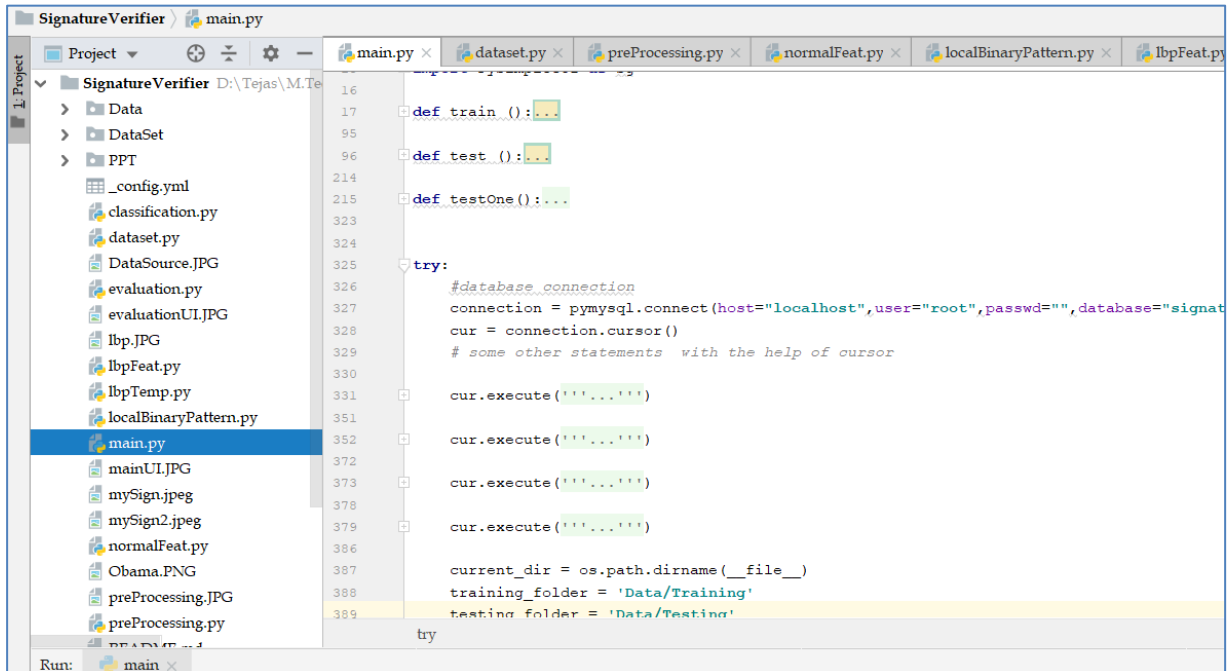 SignatureVerifier 〉 main.py
1: Project
Project
SignatureVerifier D:\Tejas\M.Te
Data
DataSet
PPT
_config.yml
classification.py
dataset.py
DataSource.JPG
evaluation.py
evaluationUI.JPG
lbp.JPG
lbpFeat.py
lbpTemp.py
localBinaryPattern.py
main.py
mainUI.JPG
mySign.jpeg
mySign2.jpeg
normalFeat.py
Obama.PNG
preProcessing.JPG
preProcessing.py
README.md
main.py × dataset.py × preProcessing.py × normalFeat.py × localBinaryPattern.py × lbpFeat.py
16
17 def train ():...
95
96 def test ():...
214
215 def testOne():...
323
324
325 try:
326 #database connection
327 connection = pymysql.connect(host="localhost",user="root",passwd="",database="signat
328 cur = connection.cursor()
329 # some other statements with the help of cursor
330
331 cur.execute('''...''')
351
352 cur.execute('''...''')
372
373 cur.execute('''...''')
378
379 cur.execute('''...''')
386
387 current_dir = os.path.dirname(__file__)
388 training_folder = 'Data/Training'
389 testing_folder = 'Data/Testing'
try
Run: main ×